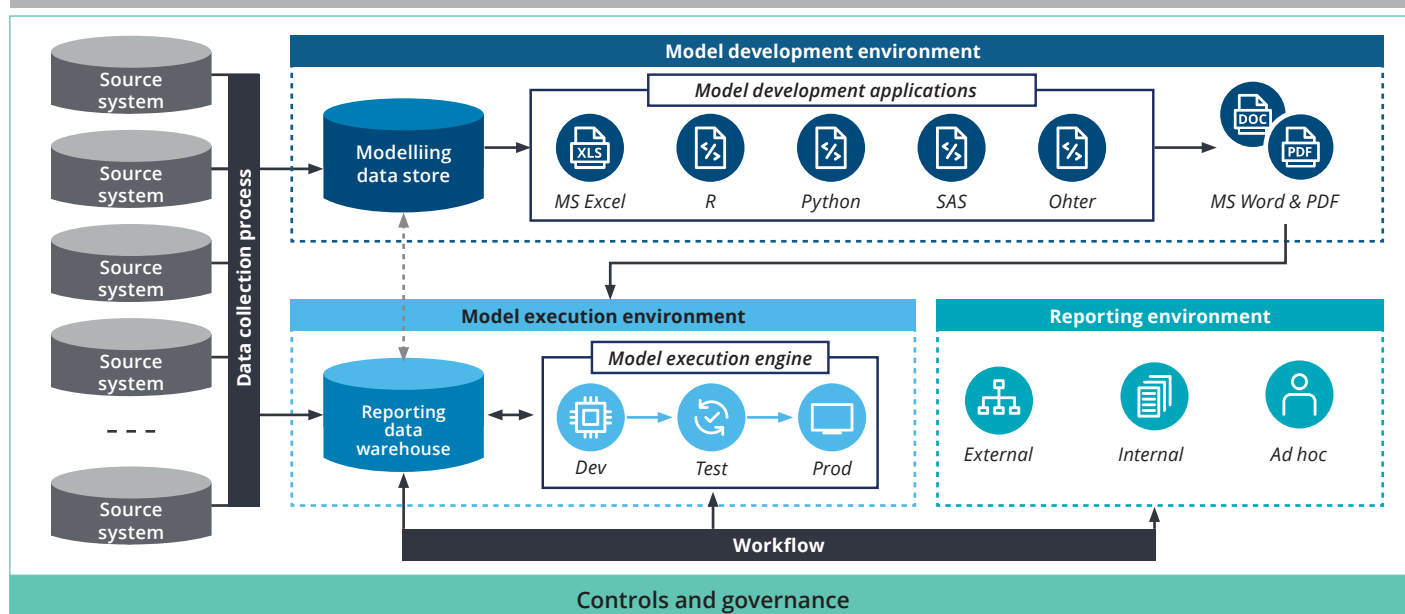 Source
system
Source
system
Source
system
Source
system
- - -
Source
system
Data collection process
Model development environment
Model development applications
Modelliing
data store
XLS
MS Excel
</>
R
</>
Python
</>
SAS
</>
Ohter
DOC
PDF
MS Word & PDF
Model execution environment
Model execution engine
Reporting
data
warehouse
Dev
Test
Prod
Reporting environment
External
Internal
Ad hoc
Workflow
Controls and governance